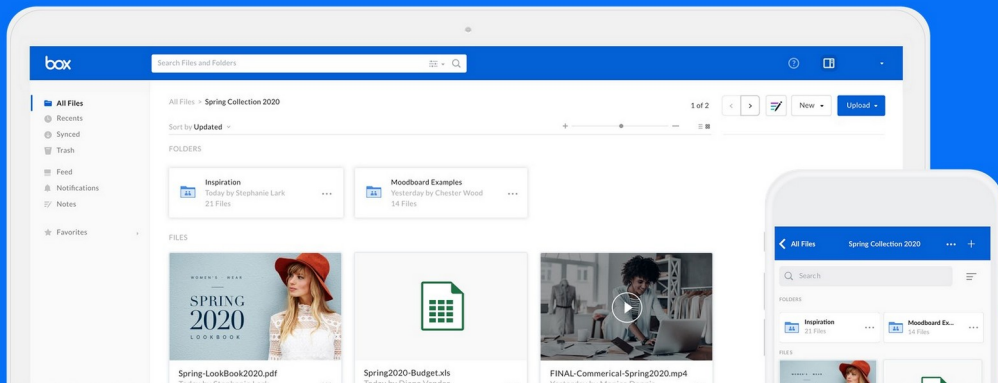 box
Search Files and Folders
All Files
Recents
Synced
Trash
Feed
Notifications
Notes
Favorites
All Files > Spring Collection 2020
1 of 2
New
Upload
Sort by Updated
FOLDERS
Inspiration
Today by Stephanie Lark
21 Files
Moodboard Examples
Yesterday by Chester Wood
14 Files
FILES
WOMEN'S WEAR
SPRING
2020
LOOKBOOK
Spring-LookBook2020.pdf
Spring2020-Budget.xls
FINAL-Commerical-Spring2020.mp4
All Files
Spring Collection 2020
Search
FOLDERS
Inspiration
21 Files
Moodboard Ex...
14 Files
FILES